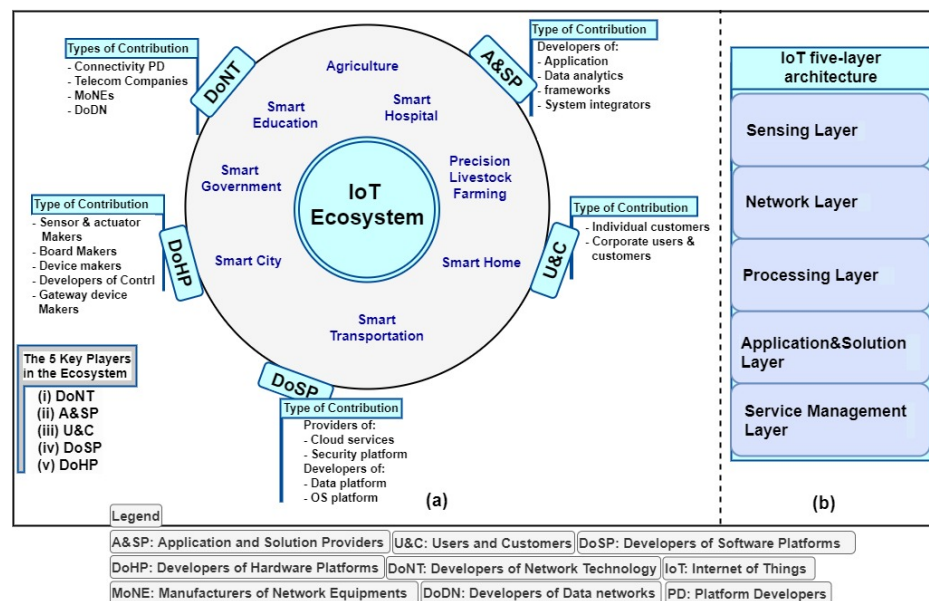 Types of Contribution
- Connectivity PD
- Telecom Companies
- MoNEs
- DoDN
DoNT
Type of Contribution
Developers of:
- Application
- Data analytics
- frameworks
- System integrators
A&SP
Type of Contribution
- Sensor & actuator
Makers
- Board Makers
- Device makers
- Developers of Contrl
- Gateway device
Makers
DoHP
Type of Contribution
- Individual customers
- Corporate users &
customers
U&C
Agriculture
Smart
Education
Smart
Hospital
Smart
Government
Precision
Livestock
Farming
IoT
Ecosystem
Smart City
Smart Home
Smart
Transportation
DoSP
Type of Contribution
Providers of:
- Cloud services
- Security platform
Developers of:
- Data platform
- OS platform
The 5 Key Players
in the Ecosystem
(i) DoNT
(ii) A&SP
(iii) U&C
(iv) DoSP
(v) DoHP
(a)
IoT five-layer
architecture
Sensing Layer
Network Layer
Processing Layer
Application&Solution
Layer
Service Management
Layer
(b)
Legend
A&SP: Application and Solution Providers
U&C: Users and Customers
DoSP: Developers of Software Platforms
DoHP: Developers of Hardware Platforms
DoNT: Developers of Network Technology
IoT: Internet of Things
MoNE: Manufacturers of Network Equipments
DoDN: Developers of Data networks
PD: Platform Developers